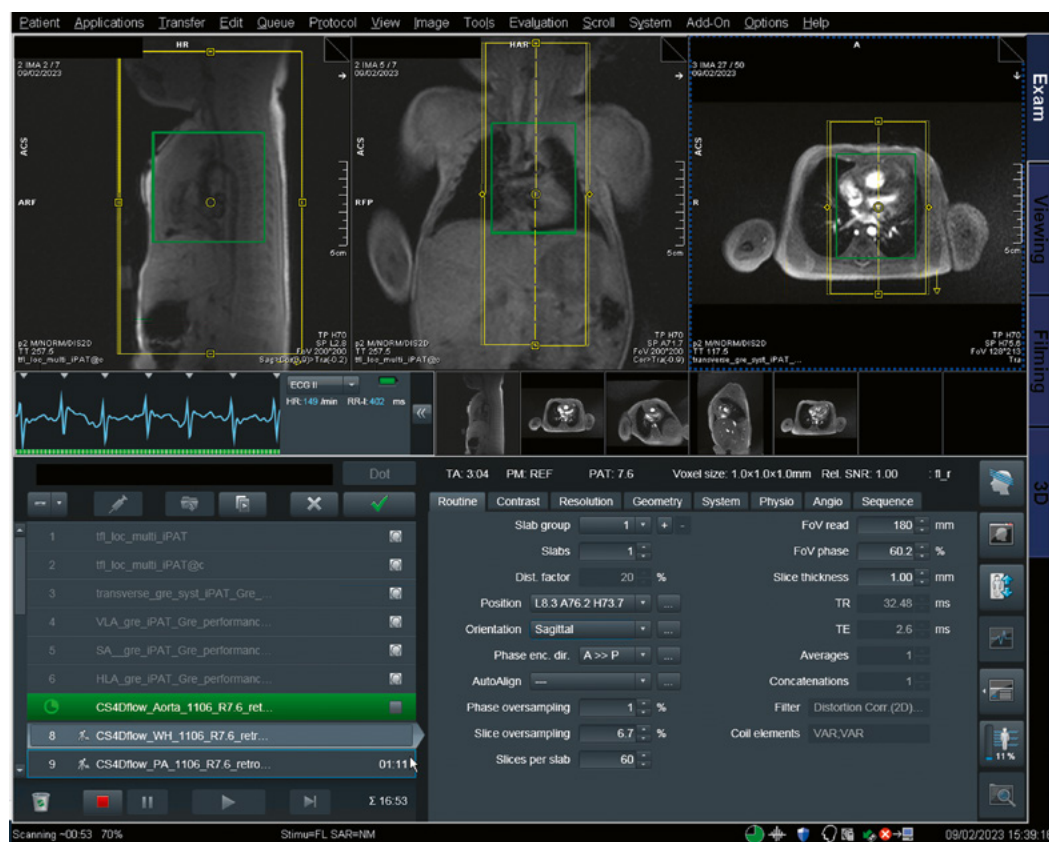 Patient Applications Transfer Edit Queue Protocol View Image Tools Evaluation Scroll System Add-On Options Help
HR
2 IMA 2 / 7
09/02/2023
ACS
ARF
6cm
p2 M/NORM/DIS2D
TT 257.5
tfl_loc_multi_iPAT@c
TP H70
SP L2.8
FoV 200*200
HAR
2 IMA 5 / 7
09/02/2023
ACS
RFP
6cm
p2 M/NORM/DIS2D
TT 257.5
tfl_loc_multi_iPAT@c
TP H70
SP A71.7
FoV 200*200
Cor>Tra(-0.9)
A
3 IMA 27 / 50
09/02/2023
ACS
R
6cm
p2 M/NORM/DIS2D
TT 117.5
transverse_gre_syst_iPAT_...
TP H70
SP H75.6
FoV 128*213
Tra
Exam
Viewing
Filming
3D
ECG II
HR:149 /min RR-I:402 ms
Dot
1 tfl_loc_multi_iPAT
2 tfl_loc_multi_iPAT@c
3 transverse_gre_syst_iPAT_Gre_...
4 VLA_gre_iPAT_Gre_performanc...
5 SA__gre_iPAT_Gre_performanc...
6 HLA_gre_iPAT_Gre_performanc...
CS4Dflow_Aorta_1106_R7.6_ret...
8 CS4Dflow_WH_1106_R7.6_retr...
9 CS4Dflow_PA_1106_R7.6_retro... 01:11
Σ 16:53
TA: 3:04 PM: REF PAT: 7.6 Voxel size: 1.0×1.0×1.0mm Rel. SNR: 1.00 : fl_r
Routine Contrast Resolution Geometry System Physio Angio Sequence
Slab group 1 + -
Slabs 1
Dist. factor 20 %
Position L8.3 A76.2 H73.7 ...
Orientation Sagittal ...
Phase enc. dir. A >> P ...
AutoAlign --- ...
Phase oversampling 1 %
Slice oversampling 6.7 %
Slices per slab 60
FoV read 180 mm
FoV phase 60.2 %
Slice thickness 1.00 mm
TR 32.48 ms
TE 2.6 ms
Averages 1
Concatenations 1
Filter Distortion Corr.(2D)...
Coil elements VAR;VAR
11%
Scanning ~00:53 70% Stimu=FL SAR=NM 09/02/2023 15:39:18